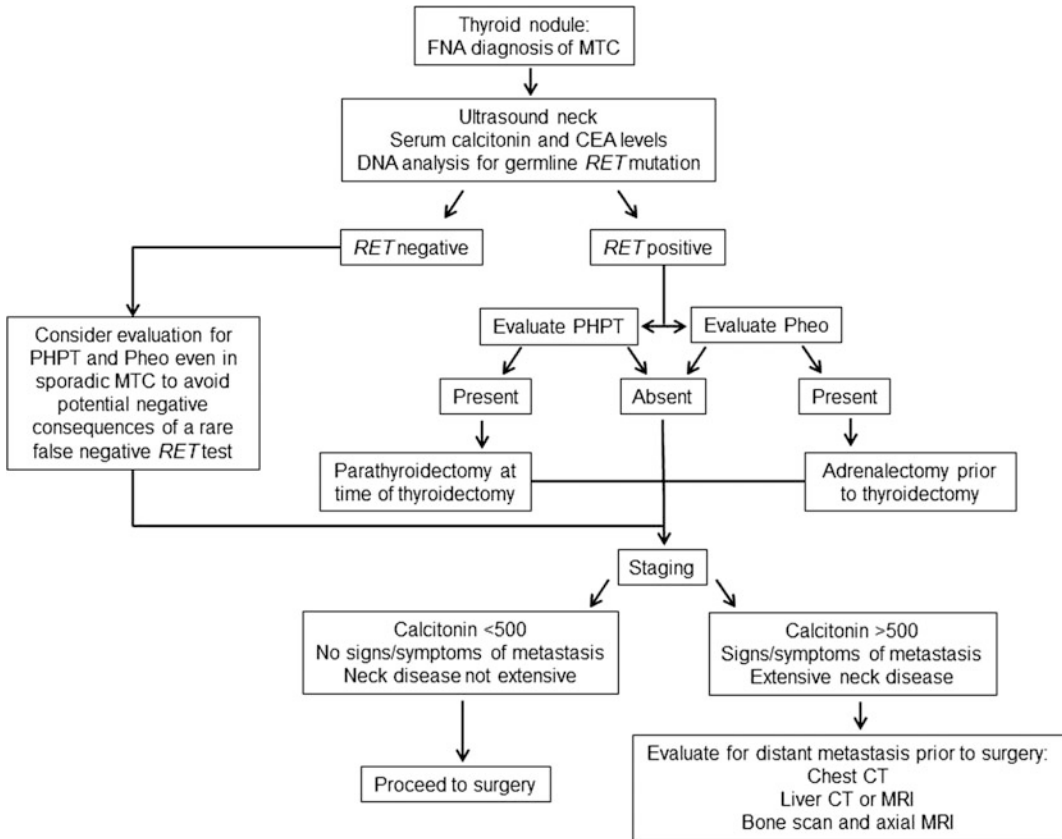 Thyroid nodule:
FNA diagnosis of MTC
Ultrasound neck
Serum calcitonin and CEA levels
DNA analysis for germline RET mutation
RET negative
RET positive
Consider evaluation for
PHPT and Pheo even in
sporadic MTC to avoid
potential negative
consequences of a rare
false negative RET test
Evaluate PHPT
Evaluate Pheo
Present
Absent
Present
Parathyroidectomy at
time of thyroidectomy
Adrenalectomy prior
to thyroidectomy
Staging
Calcitonin <500
No signs/symptoms of metastasis
Neck disease not extensive
Calcitonin >500
Signs/symptoms of metastasis
Extensive neck disease
Proceed to surgery
Evaluate for distant metastasis prior to surgery:
Chest CT
Liver CT or MRI
Bone scan and axial MRI